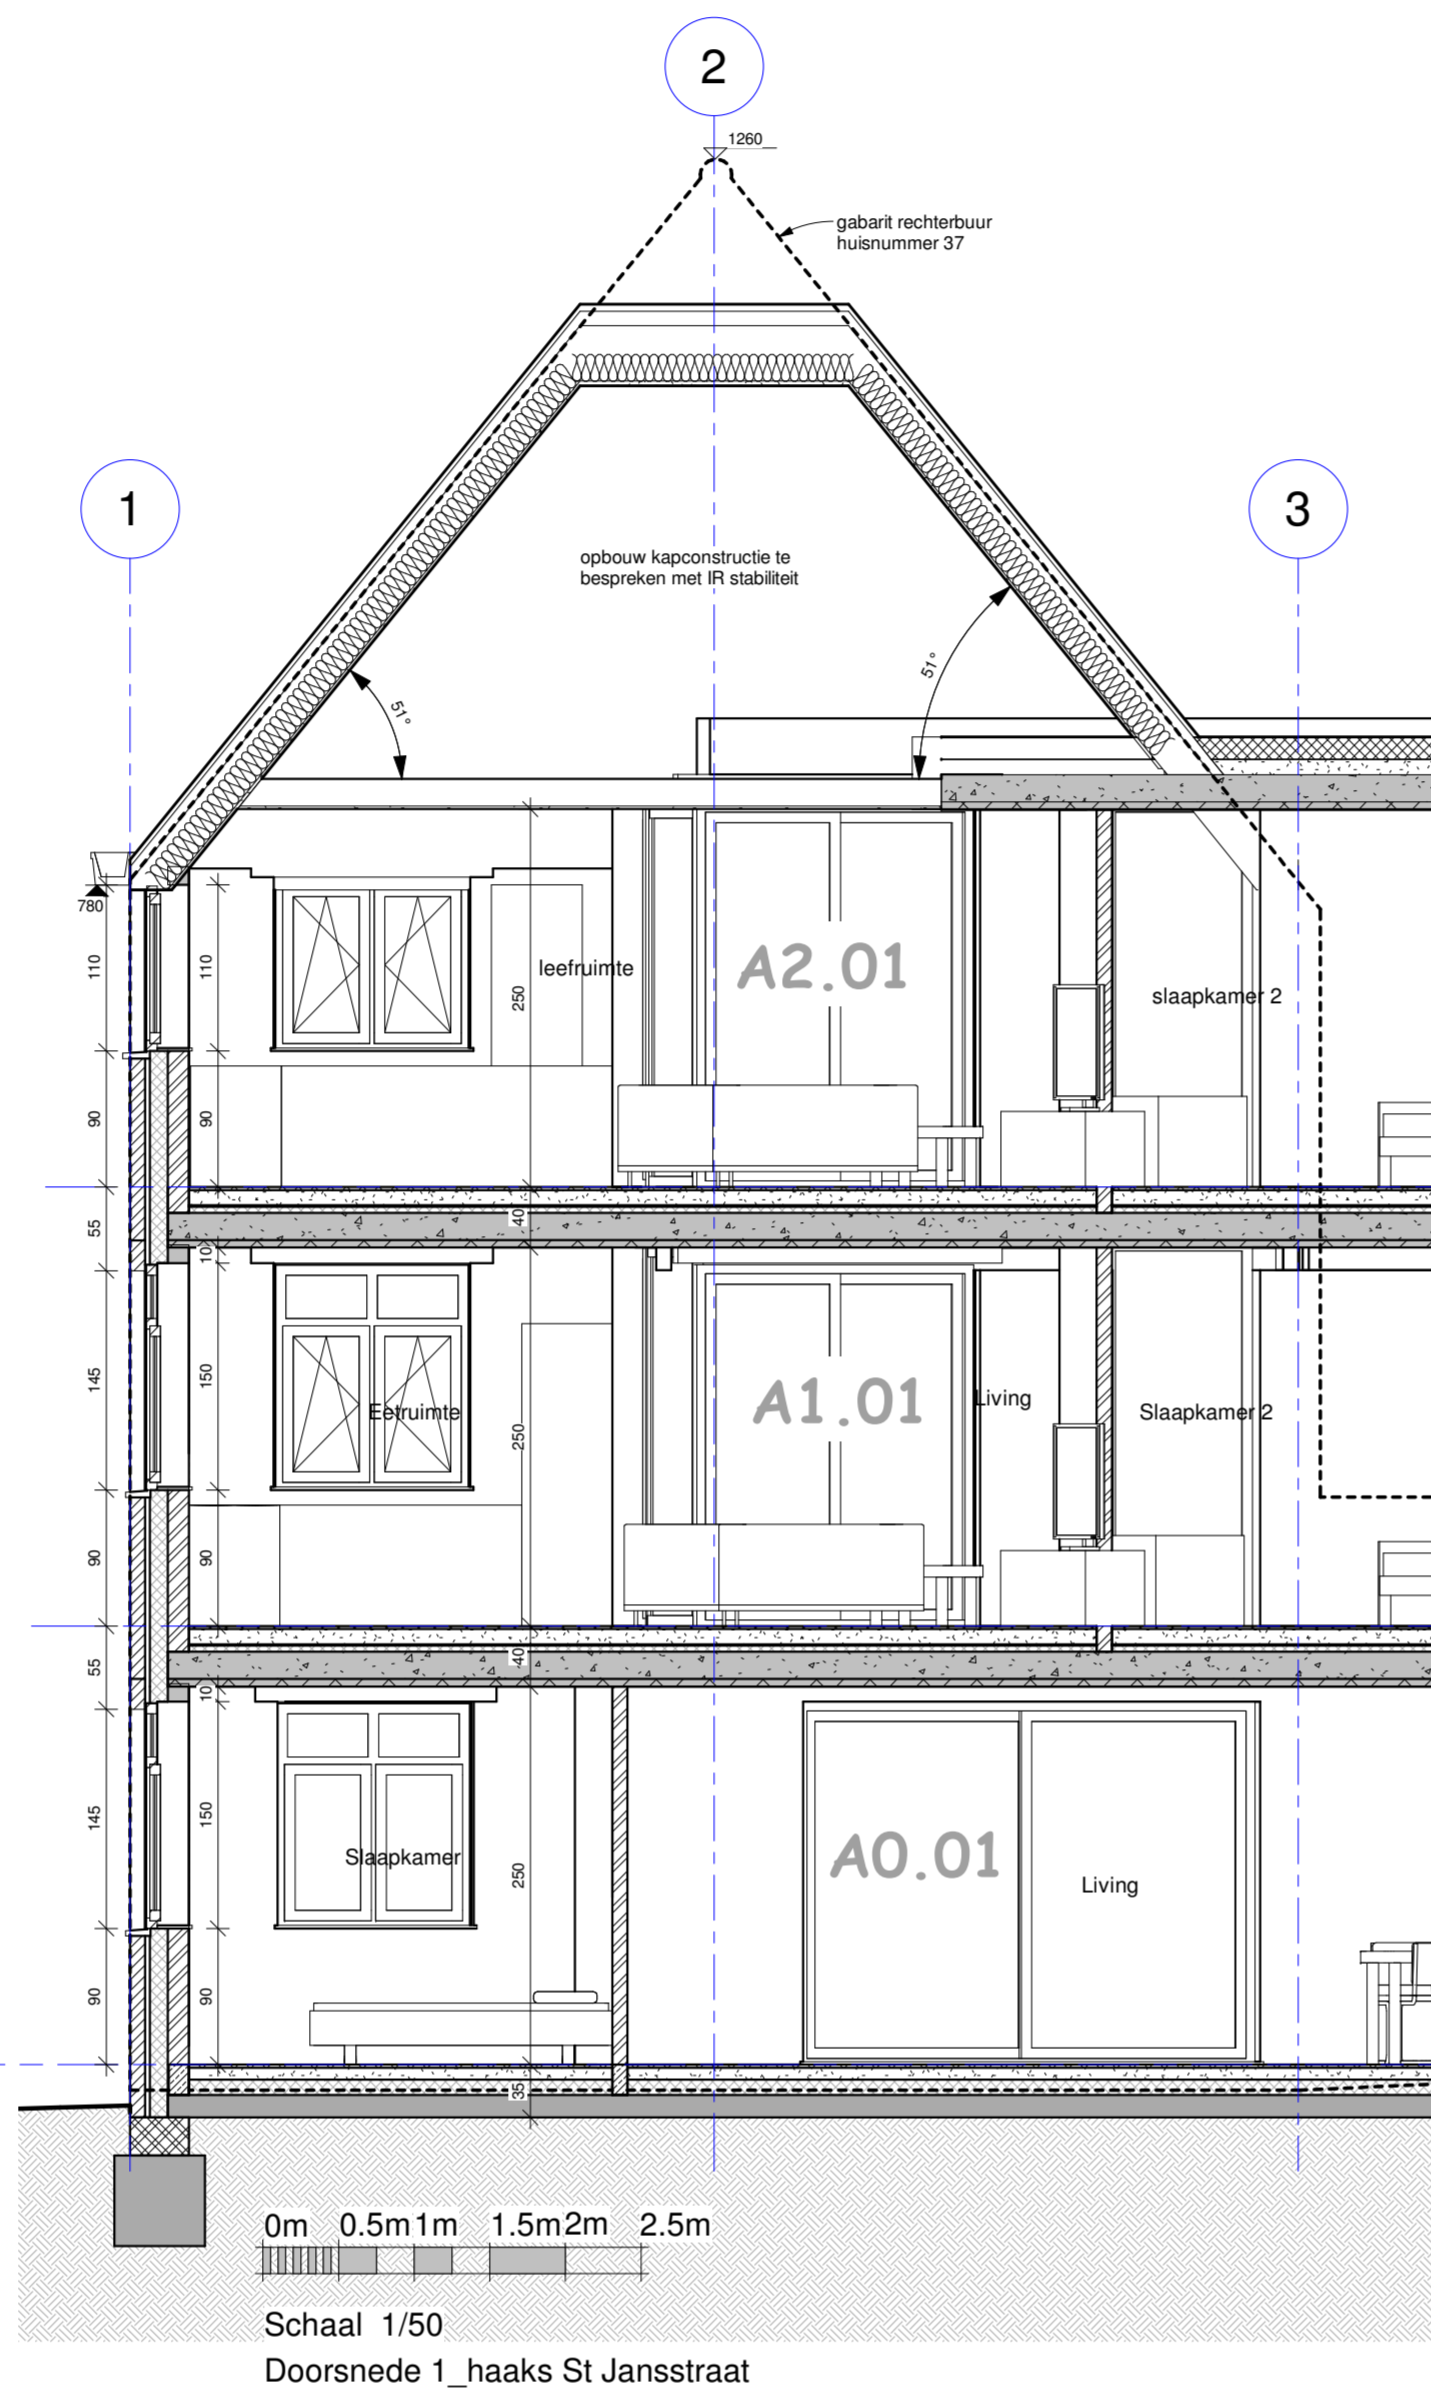 2
1260
gabarit rechterbuur
huisnummer 37
1
3
opbouw kapconstructie te
bespreken met IR stabiliteit
51°
51°
780
110
110
leefruimte
250
A2.01
slaapkamer 2
90
90
55
40
10
145
150
Eetruimte
250
A1.01
Living
Slaapkamer 2
90
90
55
40
10
145
150
Slaapkamer
250
A0.01
Living
90
90
35
0m 0.5m 1m 1.5m 2m 2.5m
Schaal 1/50
Doorsnede 1_haaks St Jansstraat